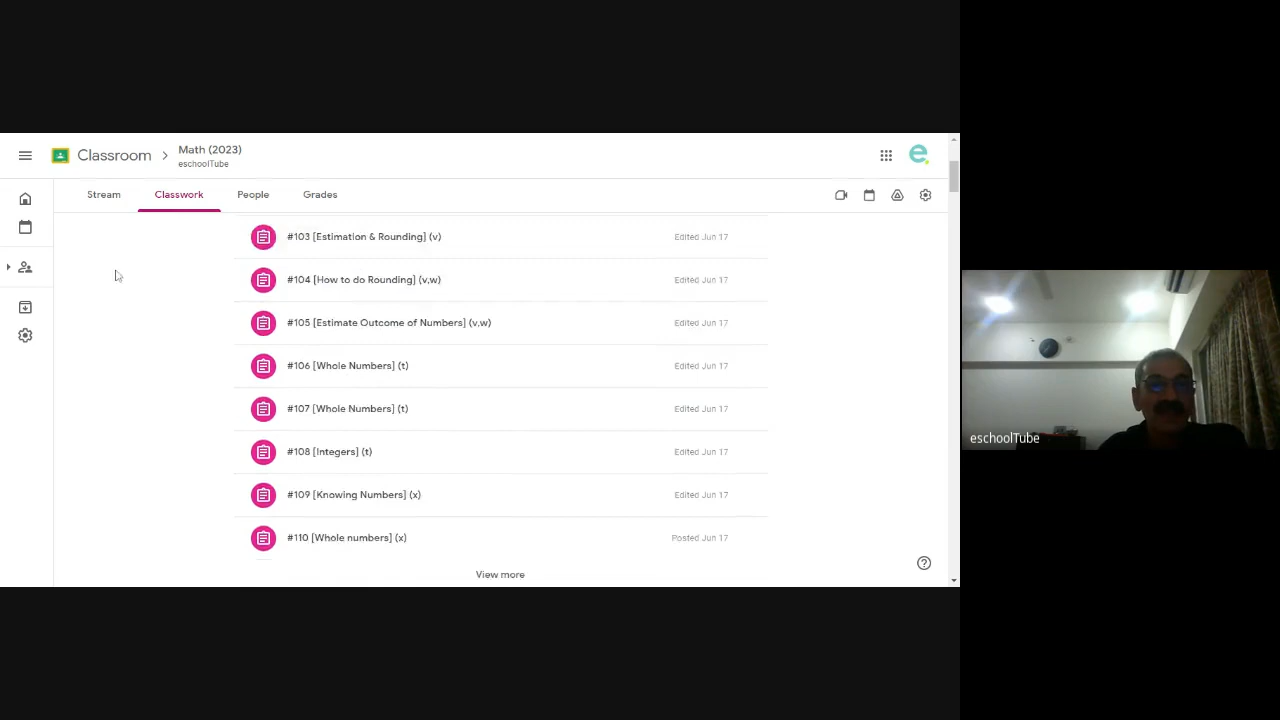 Classroom
Math (2023)
eschoolTube
Stream
Classwork
People
Grades
#103 [Estimation & Rounding] (v)
Edited Jun 17
#104 [How to do Rounding] (v,w)
Edited Jun 17
#105 [Estimate Outcome of Numbers] (v,w)
Edited Jun 17
#106 [Whole Numbers] (t)
Edited Jun 17
#107 [Whole Numbers] (t)
Edited Jun 17
#108 [Integers] (t)
Edited Jun 17
#109 [Knowing Numbers] (x)
Edited Jun 17
#110 [Whole numbers] (x)
Posted Jun 17
View more
eschoolTube